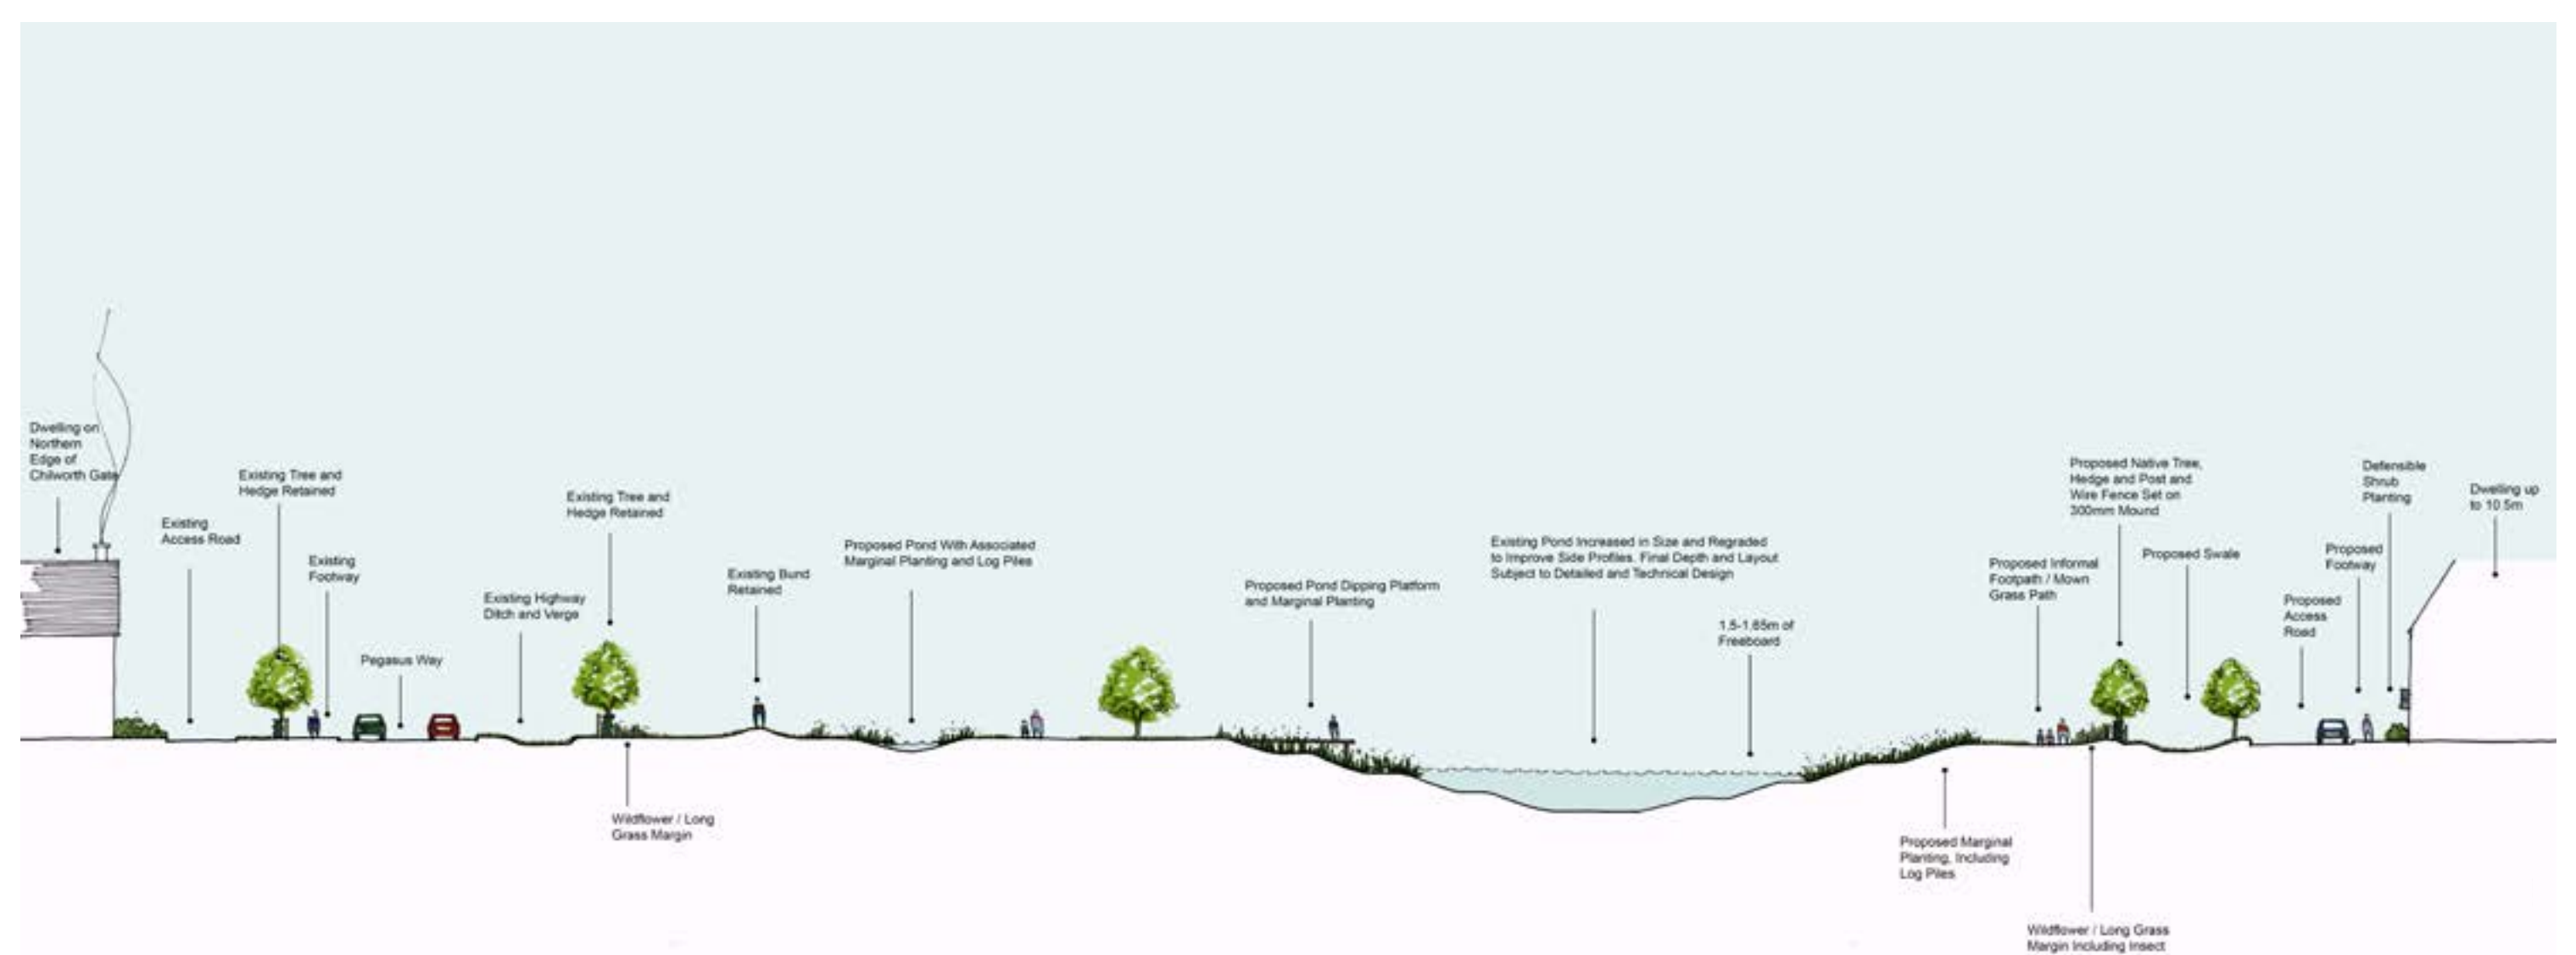 Dwelling on
Northern
Edge of
Chilworth Gate
Existing
Access Road
Existing Tree and
Hedge Retained
Existing
Footway
Pegasus Way
Existing Highway
Ditch and Verge
Existing Tree and
Hedge Retained
Wildflower / Long
Grass Margin
Existing Bund
Retained
Proposed Pond With Associated
Marginal Planting and Log Piles
Proposed Pond Dipping Platform
and Marginal Planting
Existing Pond Increased in Size and Regraded
to Improve Side Profiles. Final Depth and Layout
Subject to Detailed and Technical Design
1.5-1.65m of
Freeboard
Proposed Marginal
Planting, Including
Log Piles
Proposed Informal
Footpath / Mown
Grass Path
Proposed Native Tree,
Hedge and Post and
Wire Fence Set on
300mm Mound
Wildflower / Long Grass
Margin Including Insect
Proposed Swale
Proposed
Access
Road
Proposed
Footway
Defensible
Shrub
Planting
Dwelling up
to 10.5m